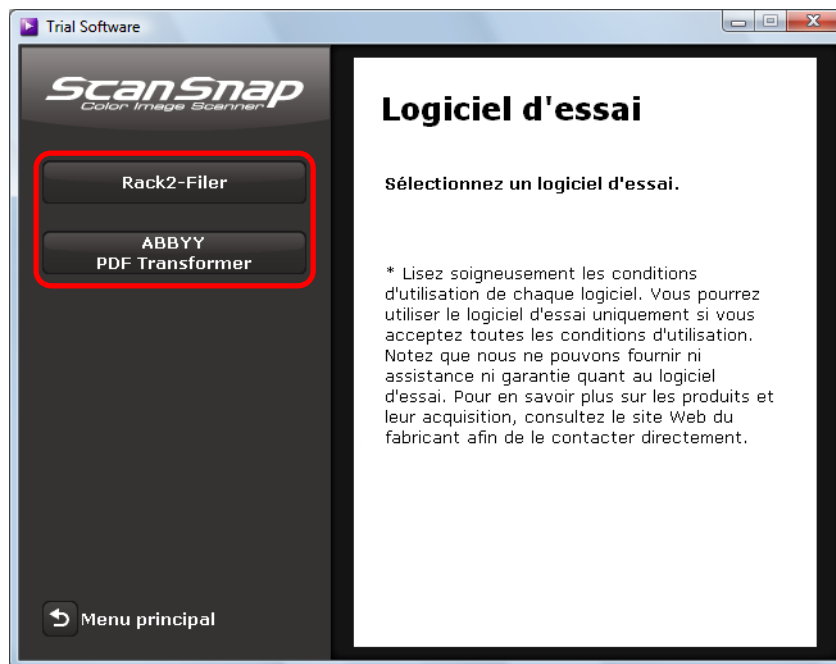 Trial Software
ScanSnap
Color Image Scanner
Rack2-Filer
ABBYY
PDF Transformer
Menu principal
Logiciel d'essai
Sélectionnez un logiciel d'essai.
* Lisez soigneusement les conditions
d'utilisation de chaque logiciel. Vous pourrez
utiliser le logiciel d'essai uniquement si vous
acceptez toutes les conditions d'utilisation.
Notez que nous ne pouvons fournir ni
assistance ni garantie quant au logiciel
d'essai. Pour en savoir plus sur les produits et
leur acquisition, consultez le site Web du
fabricant afin de le contacter directement.